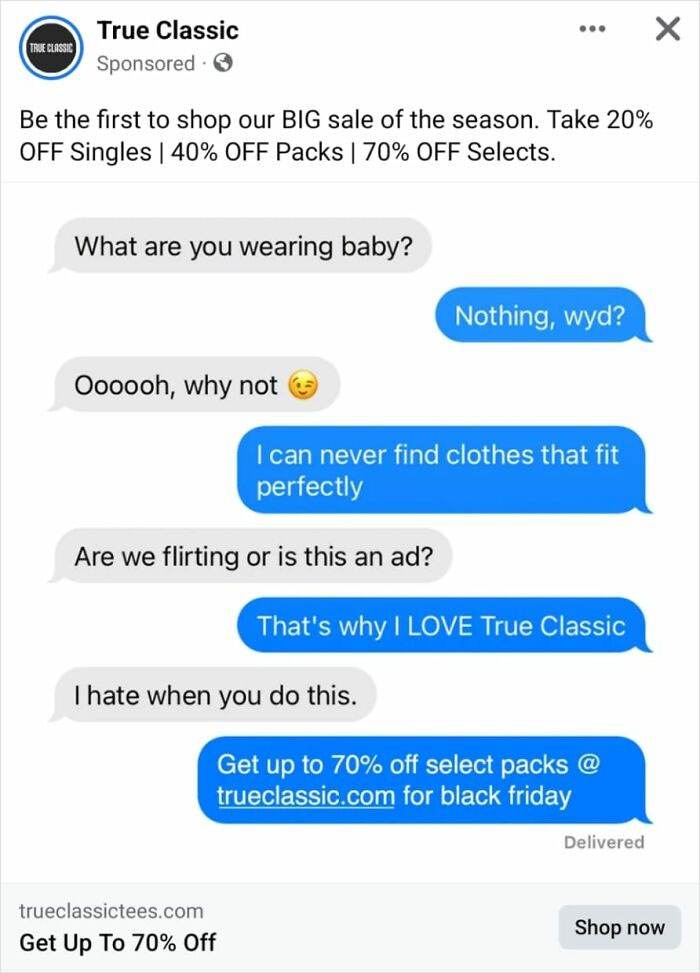 True Classic
TRUE CLASSIC
Sponsored ·
Be the first to shop our BIG sale of the season. Take 20%
OFF Singles | 40% OFF Packs | 70% OFF Selects.
What are you wearing baby?
Nothing, wyd?
Oooooh, why not 😉
I can never find clothes that fit
perfectly
Are we flirting or is this an ad?
That's why I LOVE True Classic
I hate when you do this.
Get up to 70% off select packs @
trueclassic.com for black friday
Delivered
trueclassictees.com
Get Up To 70% Off
Shop now